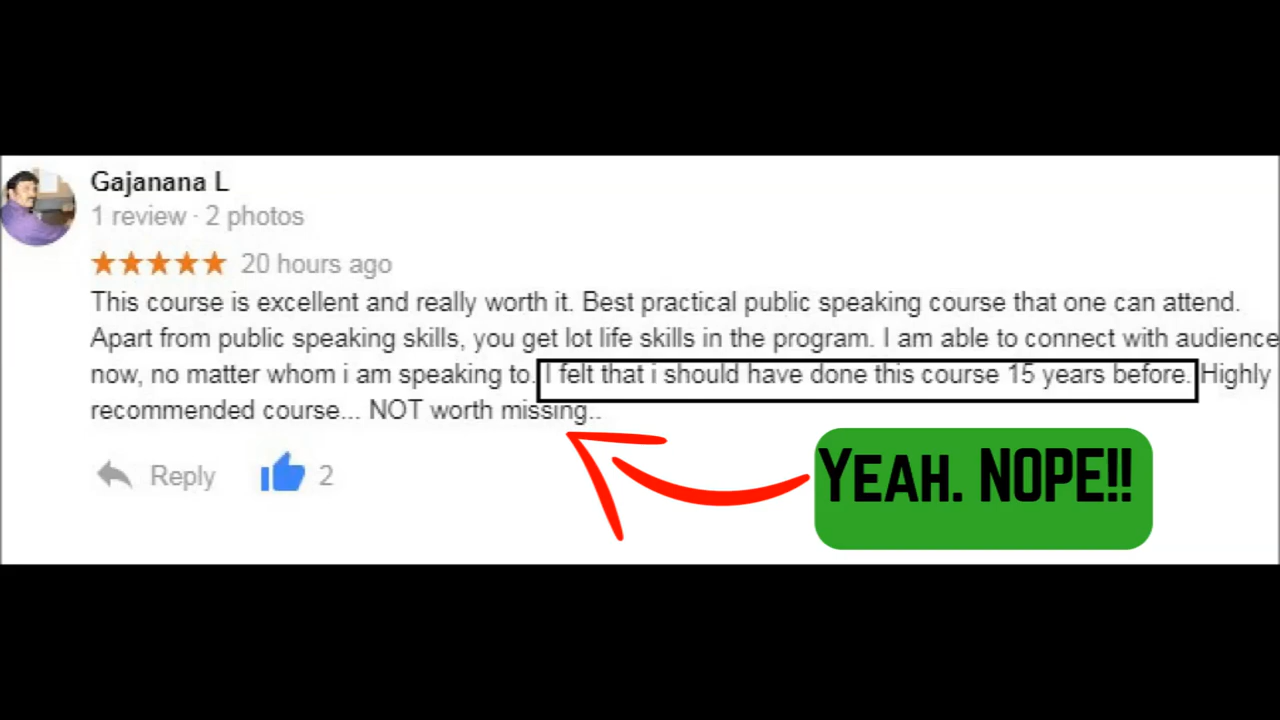 Gajanana L
1 review · 2 photos
20 hours ago
This course is excellent and really worth it. Best practical public speaking course that one can attend.
Apart from public speaking skills, you get lot life skills in the program. I am able to connect with audience
now, no matter whom i am speaking to. I felt that i should have done this course 15 years before. Highly
recommended course... NOT worth missing..
Reply 2
YEAH. NOPE!!